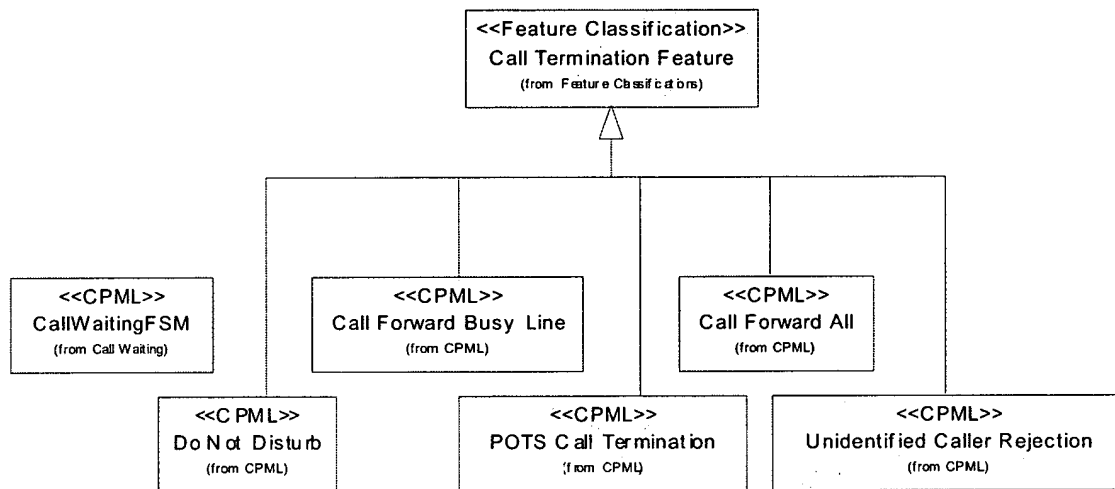 <<Feature Classification>>
Call Termination Feature
(from Feature Classifications)
<<CPML>>
CallWaitingFSM
(from Call Waiting)
<<CPML>>
Call Forward Busy Line
(from CPML)
<<CPML>>
Call Forward All
(from CPML)
<<CPML>>
Do Not Disturb
(from CPML)
<<CPML>>
POTS Call Termination
(from CPML)
<<CPML>>
Unidentified Caller Rejection
(from CPML)